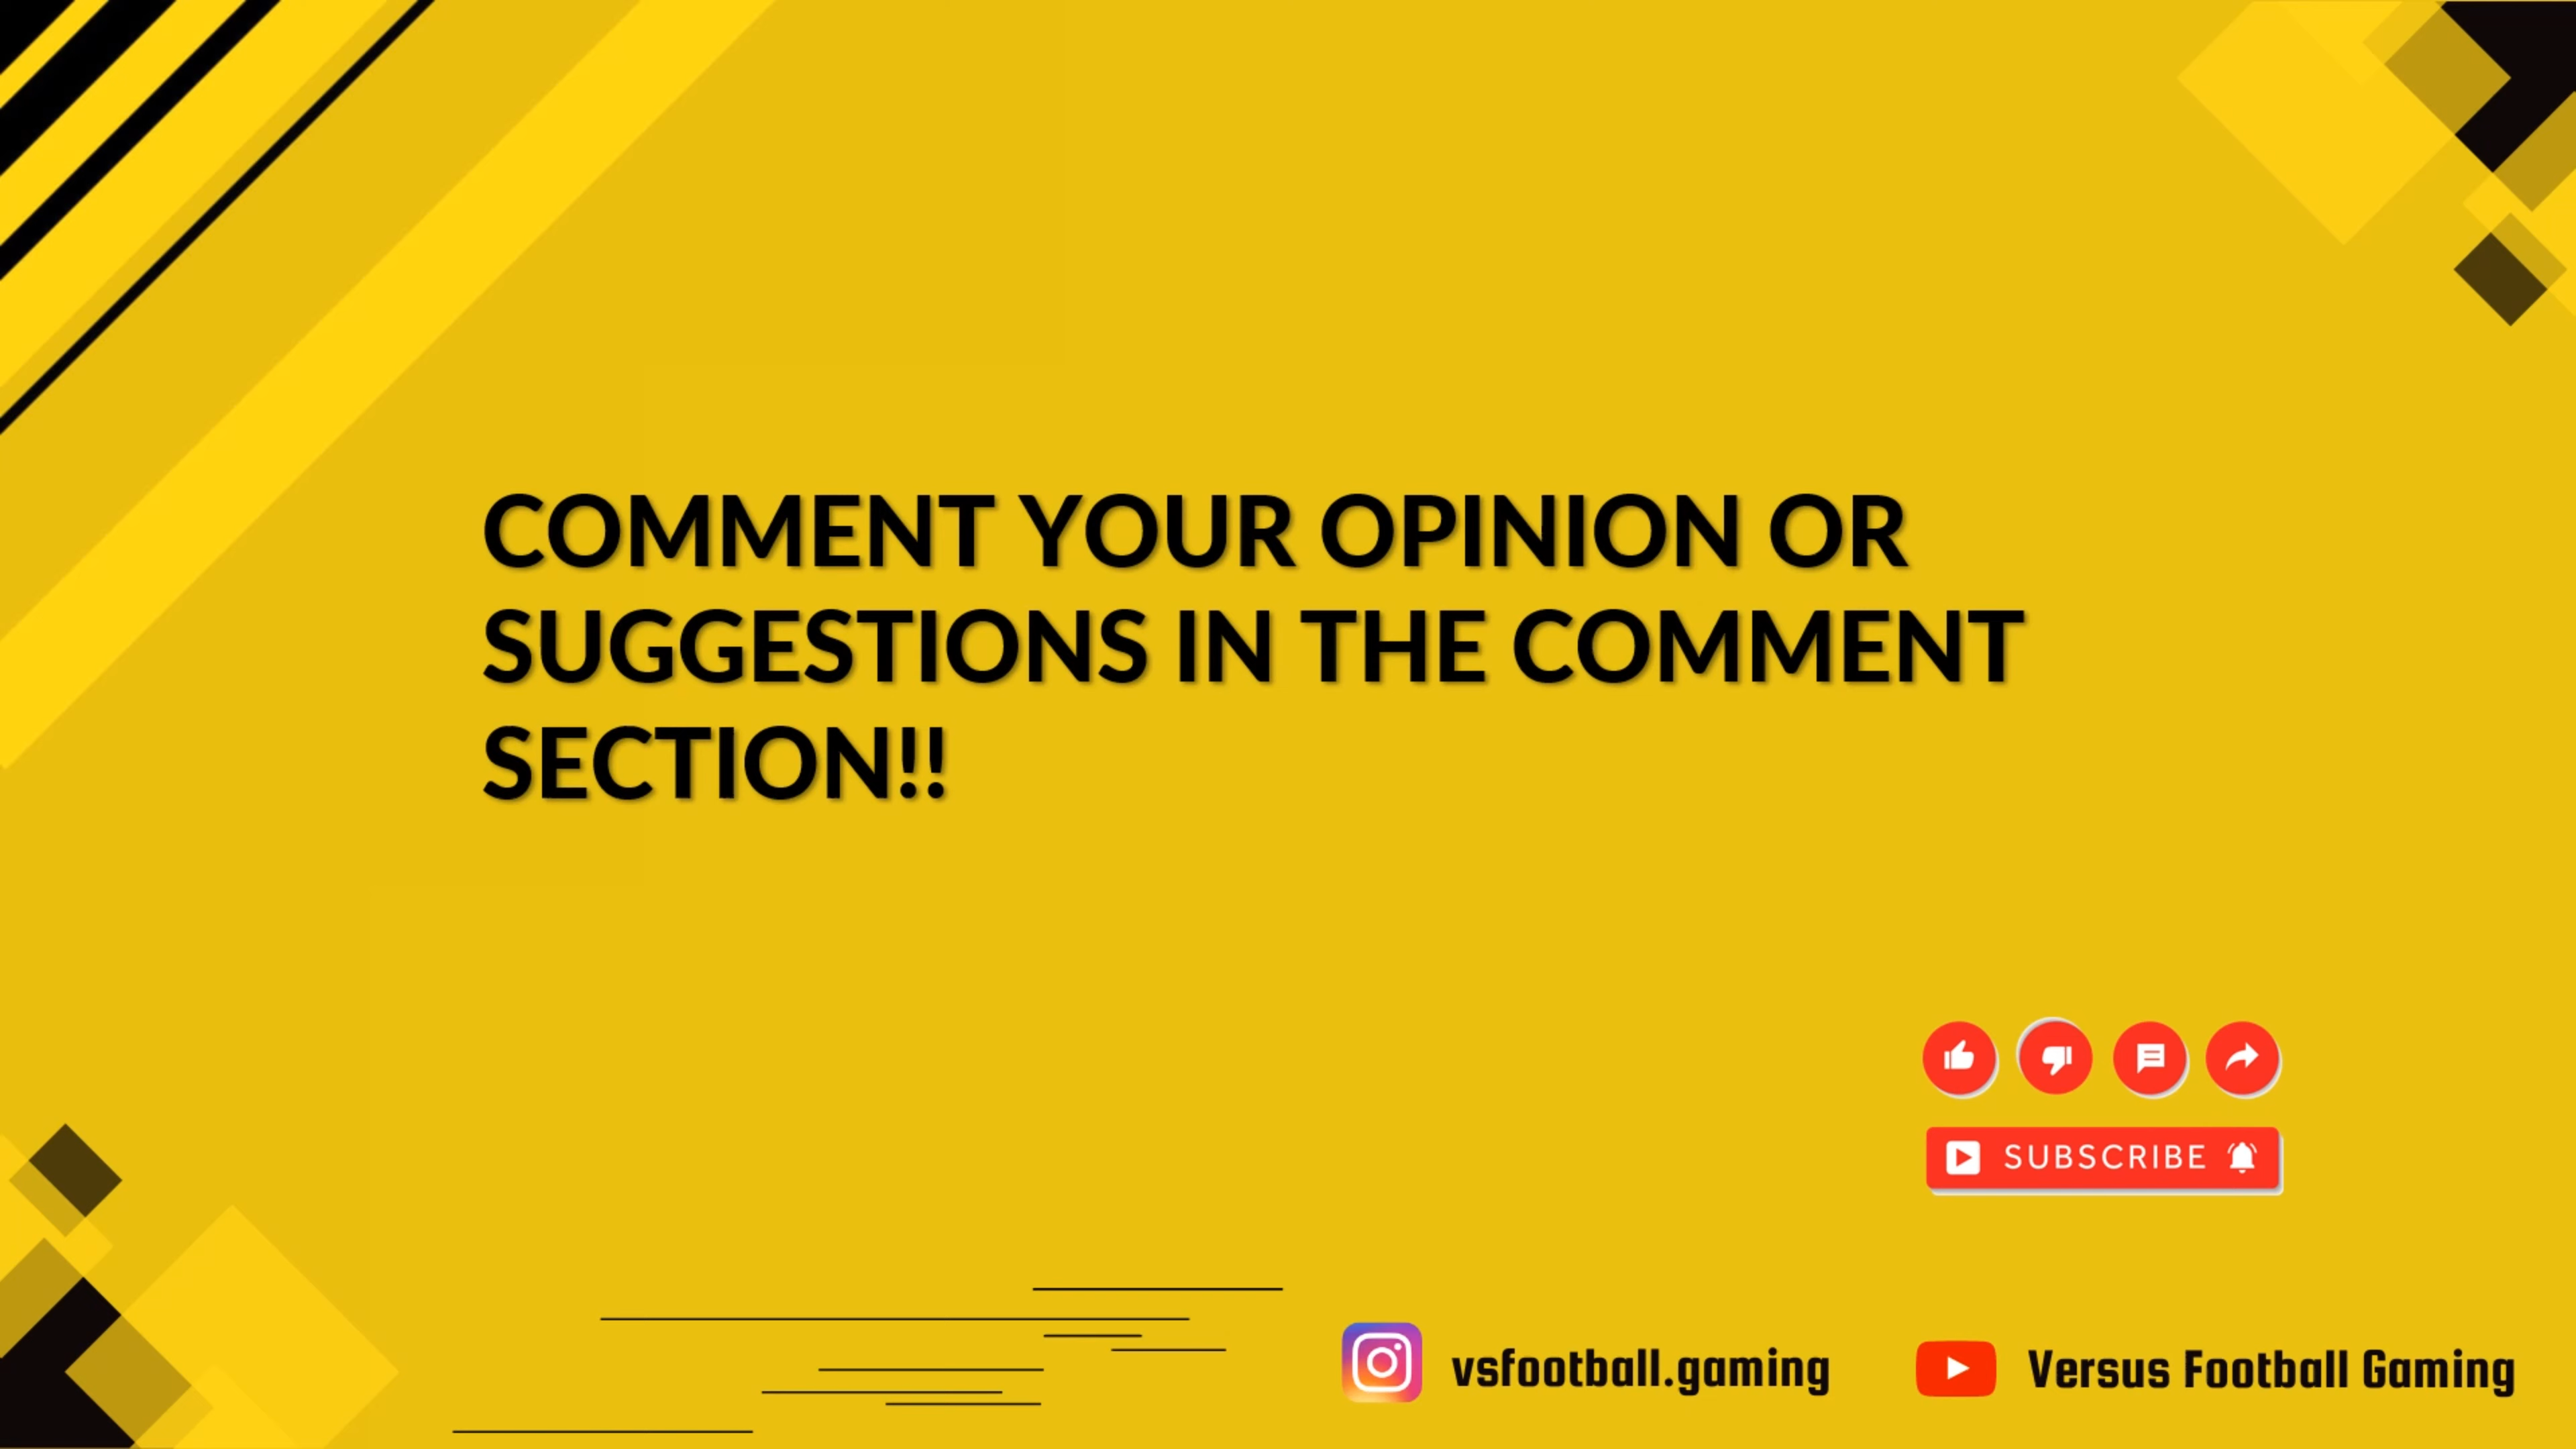 COMMENT YOUR OPINION OR
SUGGESTIONS IN THE COMMENT
SECTION!!
SUBSCRIBE
vsfootball.gaming
Versus Football Gaming